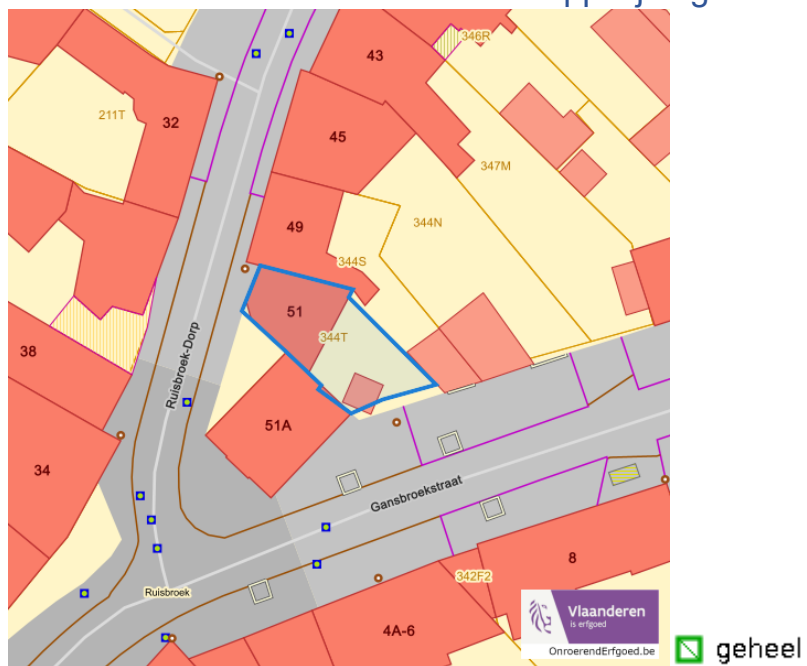 43
346R
211T
32
45
347M
344N
49
344S
51
344T
Ruisbroek-Dorp
38
51A
34
Gansbroekstraat
8
Ruisbroek
342F2
4A-6
Vlaanderen
is erfgoed
OnroerendErfgoed.be
geheel